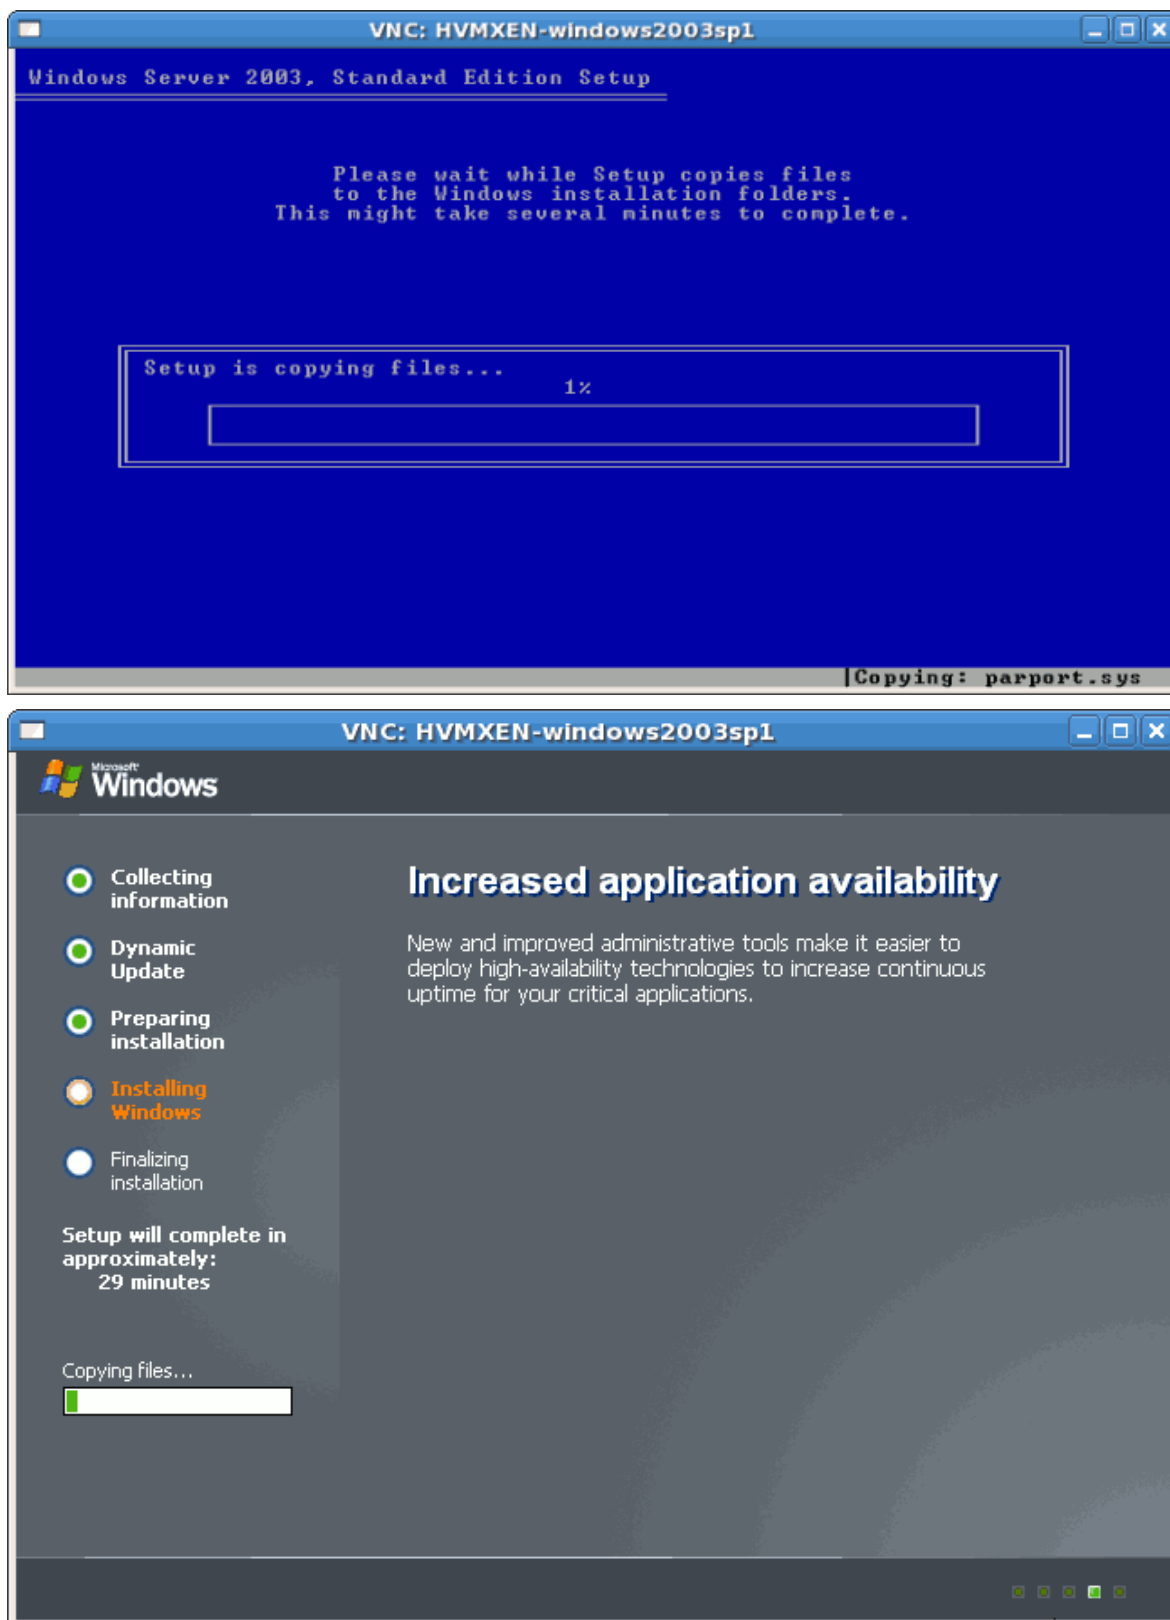 VNC: HVMXEN-windows2003sp1
Windows Server 2003, Standard Edition Setup
Please wait while Setup copies files
to the Windows installation folders.
This might take several minutes to complete.
Setup is copying files...
1%
|Copying: parport.sys
VNC: HVMXEN-windows2003sp1
Microsoft
Windows
Collecting
information
Dynamic
Update
Preparing
installation
Installing
Windows
Finalizing
installation
Setup will complete in
approximately:
29 minutes
Copying files...
Increased application availability
New and improved administrative tools make it easier to
deploy high-availability technologies to increase continuous
uptime for your critical applications.